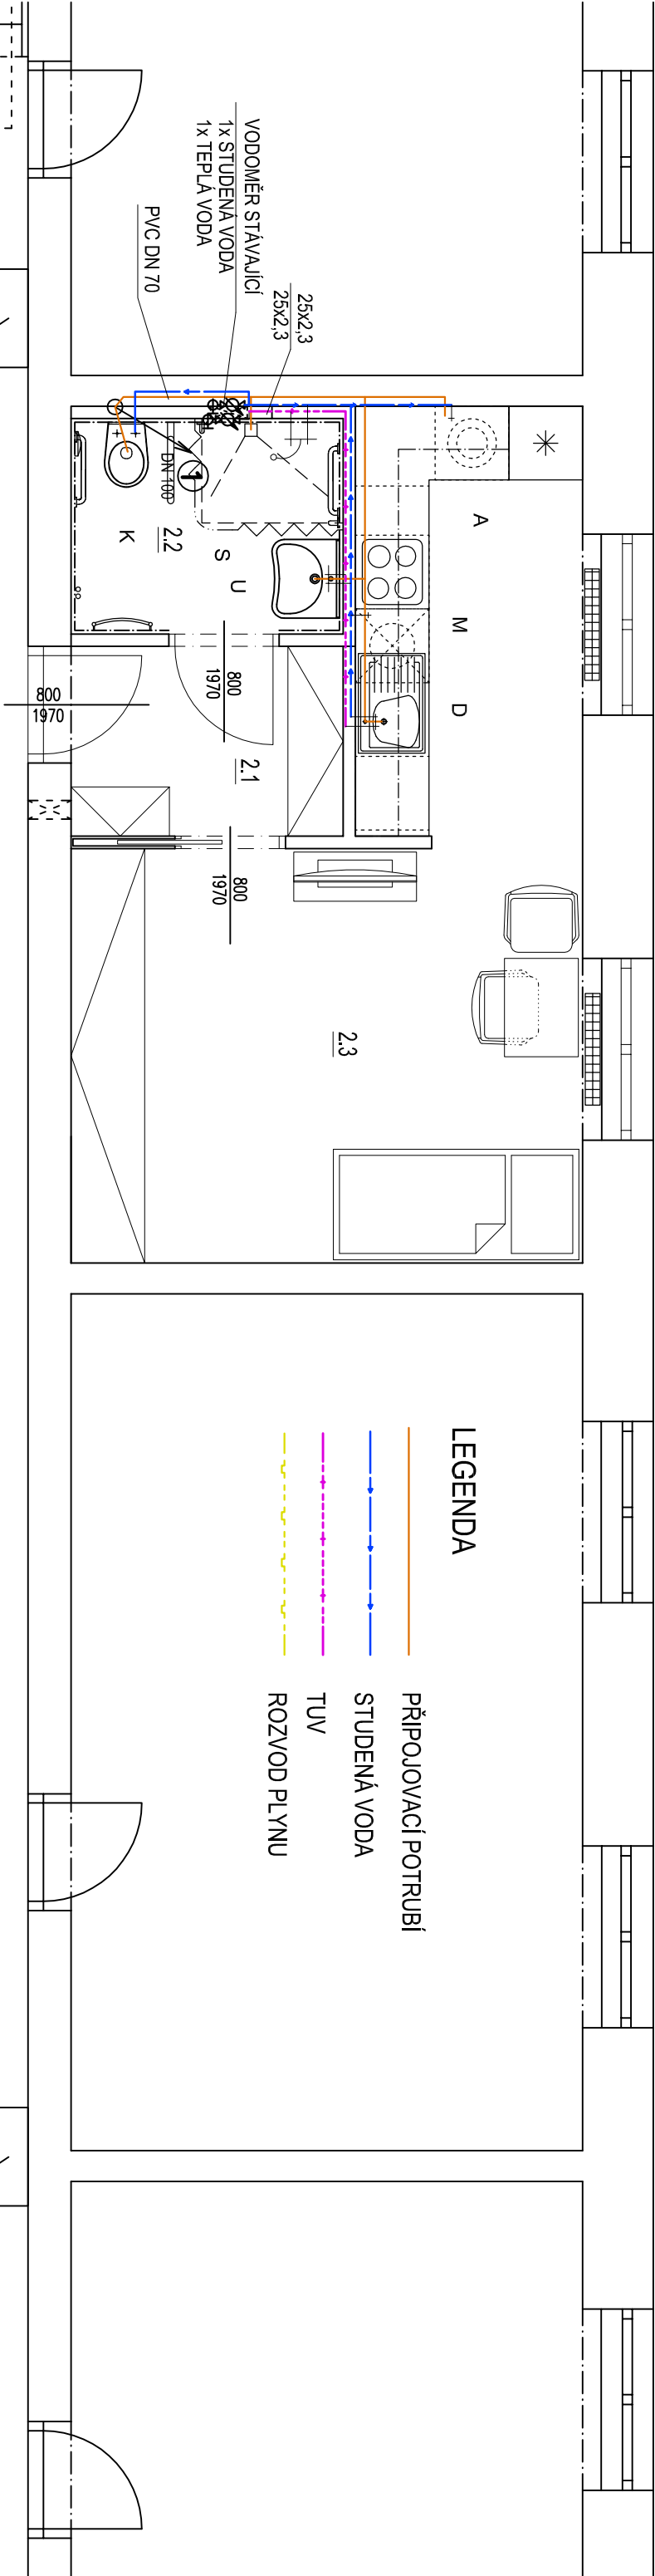 VODOMĚR STÁVAJÍCÍ
1x STUDENÁ VODA
1x TEPLÁ VODA
PVC DN 70
25x2,3
25x2,3
DN 100
1
2.2
K
S
U
A
M
D
800
1970
800
1970
2.1
800
1970
2.3
LEGENDA
PŘIPOJOVACÍ POTRUBÍ
STUDENÁ VODA
TUV
ROZVOD PLYNU